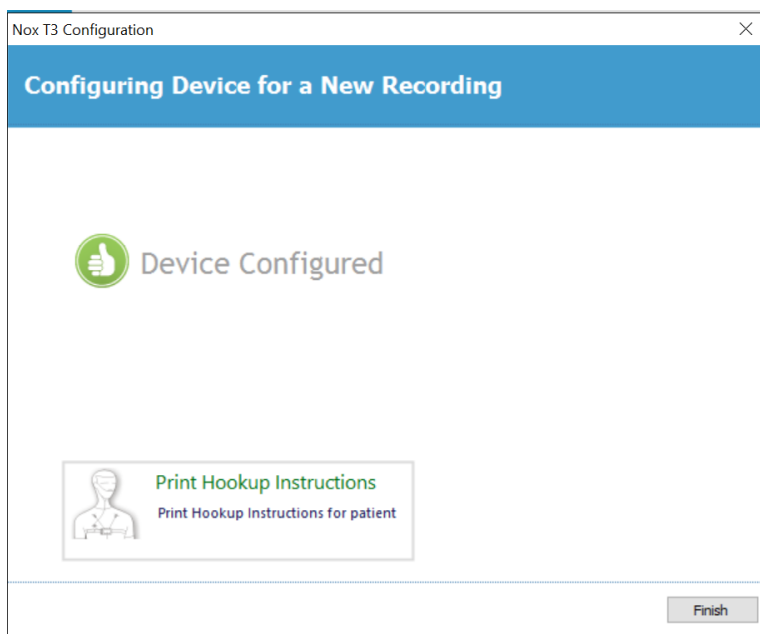 Nox T3 Configuration
Configuring Device for a New Recording
Device Configured
Print Hookup Instructions
Print Hookup Instructions for patient
Finish